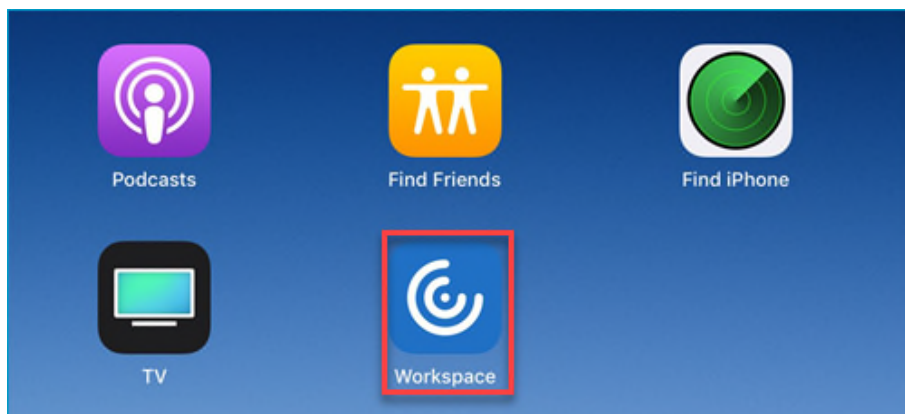 Podcasts
Find Friends
Find iPhone
TV
Workspace